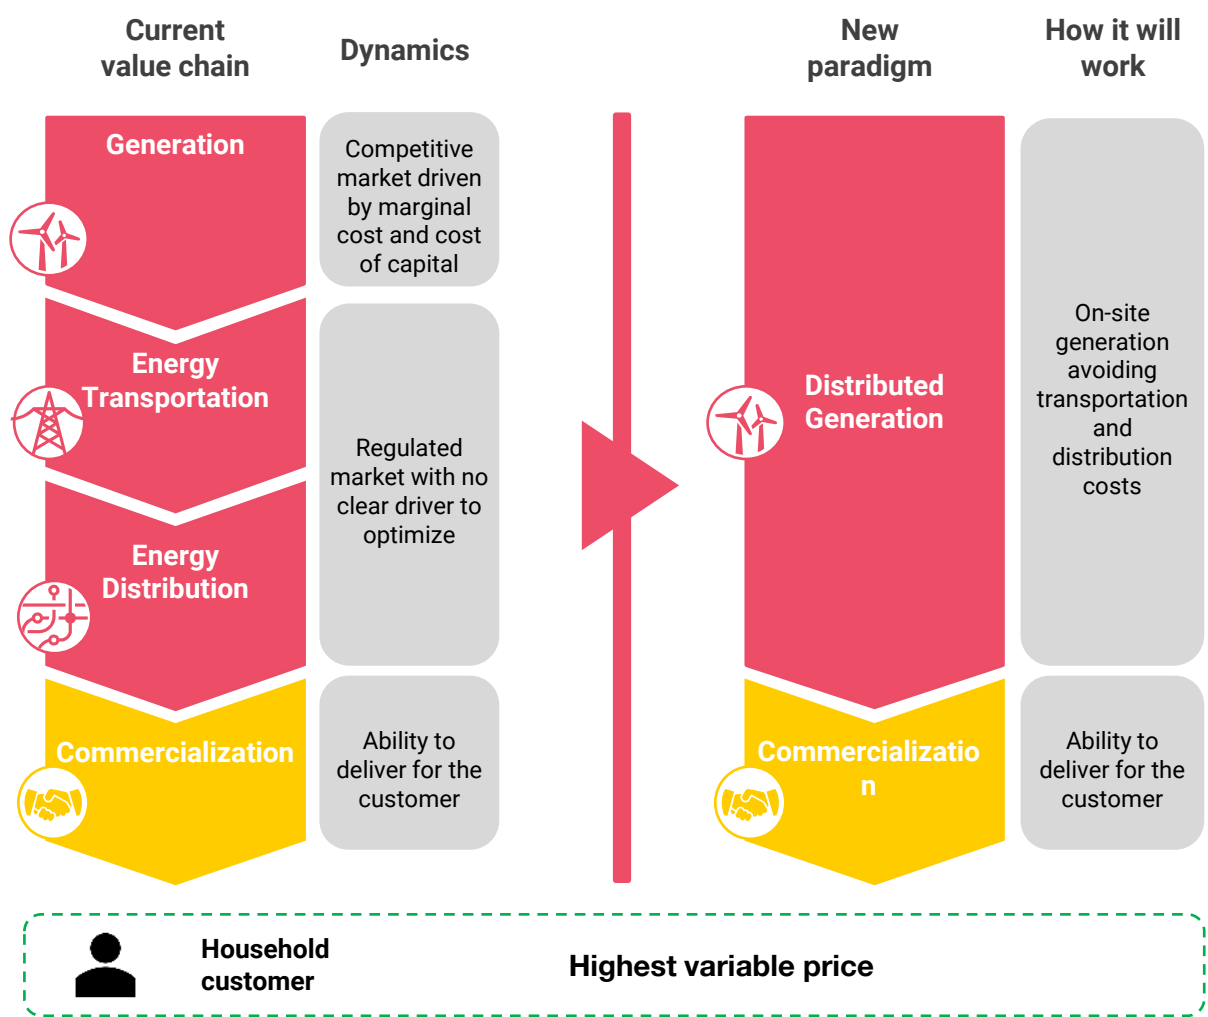 Current
value chain
Dynamics
New
paradigm
How it will
work
Generation
Competitive
market driven
by marginal
cost and cost
of capital
Energy
Transportation
Regulated
market with no
clear driver to
optimize
Energy
Distribution
Commercialization
Ability to
deliver for the
customer
Distributed
Generation
On-site
generation
avoiding
transportation
and
distribution
costs
Commercializatio
n
Ability to
deliver for the
customer
Household
customer
Highest variable price